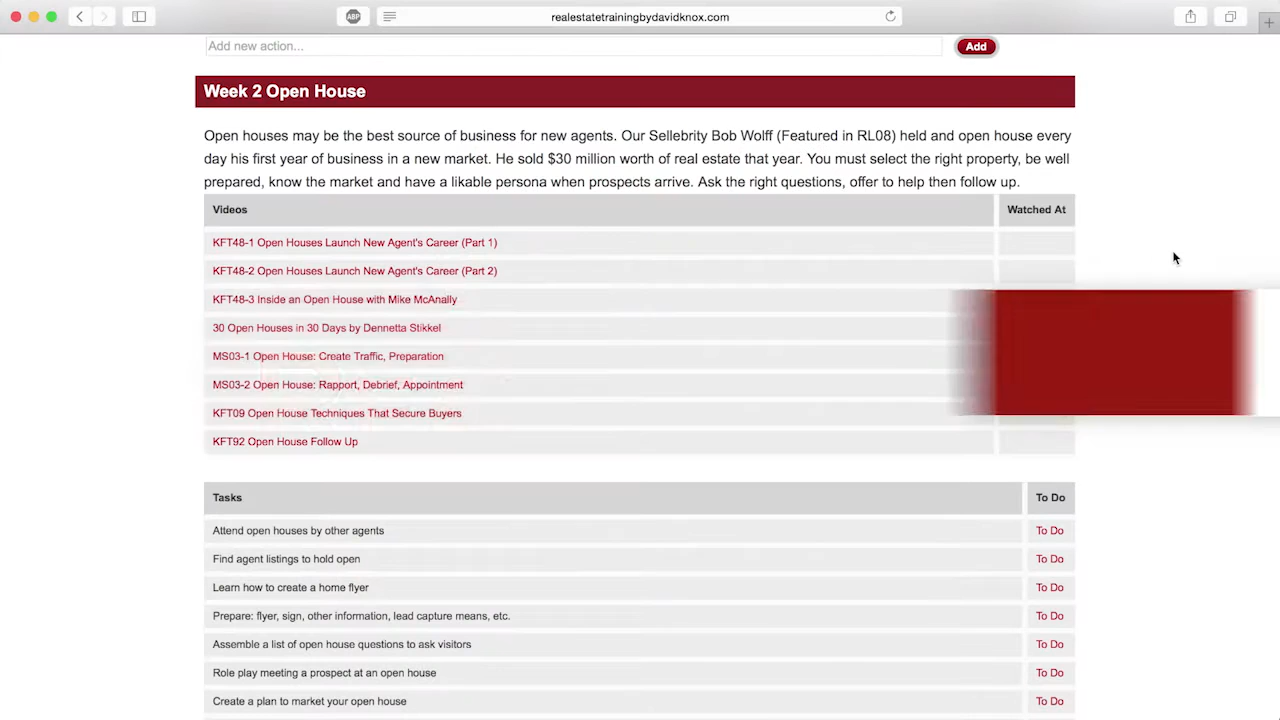 ABP
realestatetrainingbydavidknox.com
Add new action...
Add
Week 2 Open House
Open houses may be the best source of business for new agents. Our Sellebrity Bob Wolff (Featured in RL08) held and open house every
day his first year of business in a new market. He sold $30 million worth of real estate that year. You must select the right property, be well
prepared, know the market and have a likable persona when prospects arrive. Ask the right questions, offer to help then follow up.
Videos Watched At
KFT48-1 Open Houses Launch New Agent's Career (Part 1)
KFT48-2 Open Houses Launch New Agent's Career (Part 2)
KFT48-3 Inside an Open House with Mike McAnally
30 Open Houses in 30 Days by Dennetta Stikkel
MS03-1 Open House: Create Traffic, Preparation
MS03-2 Open House: Rapport, Debrief, Appointment
KFT09 Open House Techniques That Secure Buyers
KFT92 Open House Follow Up
Tasks To Do
Attend open houses by other agents To Do
Find agent listings to hold open To Do
Learn how to create a home flyer To Do
Prepare: flyer, sign, other information, lead capture means, etc. To Do
Assemble a list of open house questions to ask visitors To Do
Role play meeting a prospect at an open house To Do
Create a plan to market your open house To Do